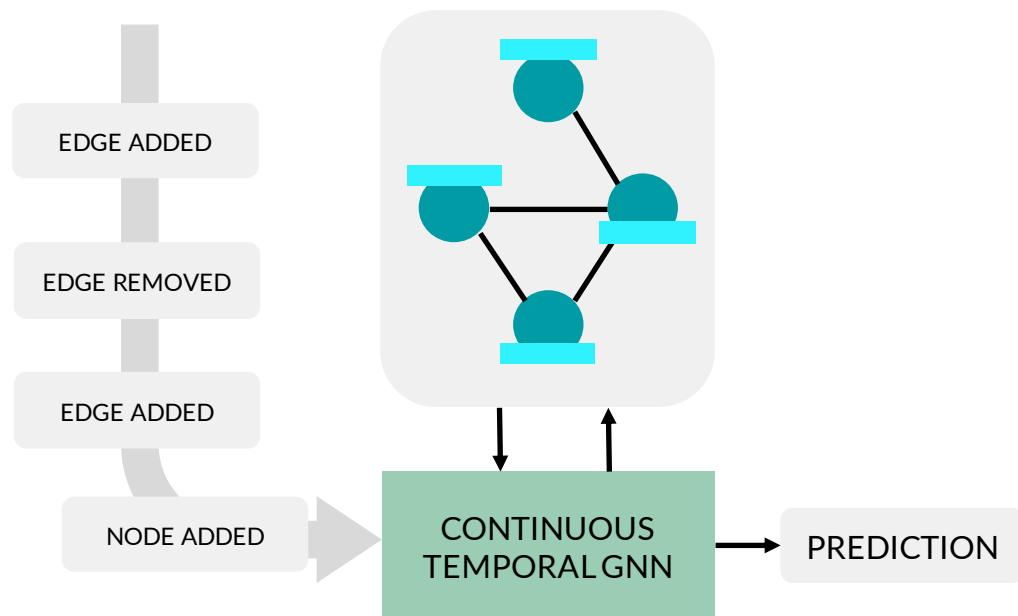 EDGE ADDED
EDGE REMOVED
EDGE ADDED
NODE ADDED
CONTINUOUS
TEMPORAL GNN
PREDICTION